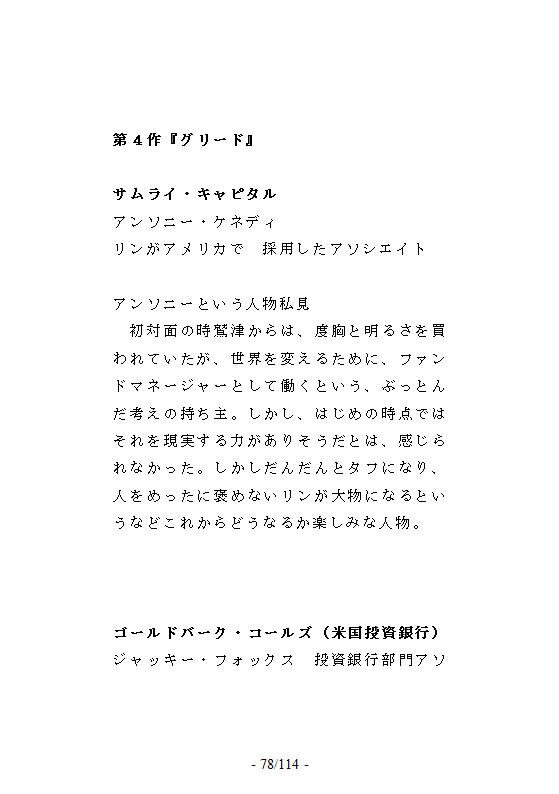 第４作『グリード』
サムライ・キャピタル
アンソニー・ケネディ
リンがアメリカで　採用したアソシエイト
アンソニーという人物私見
　初対面の時鷲津からは、度胸と明るさを買
われていたが、世界を変えるために、ファン
ドマネージャーとして働くという、ぶっとん
だ考えの持ち主。しかし、はじめの時点では
それを現実する力がありそうだとは、感じら
れなかった。しかしだんだんとタフになり、
人をめったに褒めないリンが大物になるとい
うなどこれからどうなるか楽しみな人物。
ゴールドバーク・コールズ（米国投資銀行）
ジャッキー・フォックス　投資銀行部門アソ
- 78/114 -